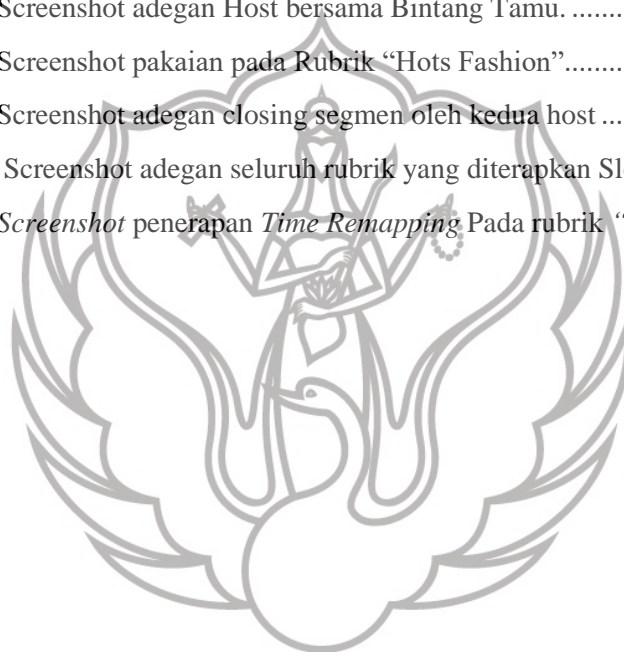 Screenshot adegan Host bersama Bintang Tamu. ........
Screenshot pakaian pada Rubrik “Hots Fashion”........
Screenshot adegan closing segmen oleh kedua host ....
Screenshot adegan seluruh rubrik yang diterapkan
Screenshot penerapan Time Remapping Pada rubrik “